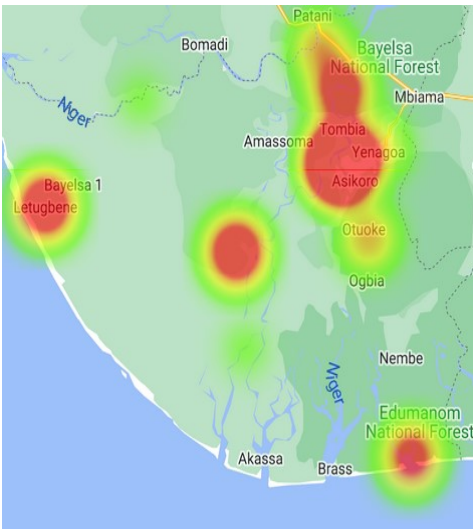 Patani
Bomadi
Bayelsa
National Forest
Mbiama
Niger
Tombia
Amassoma
Yenagoa
Asikoro
Bayelsa 1
Letugbene
Otuoke
Ogbia
Nembe
Niger
Edumanom
National Forest
Akassa
Brass